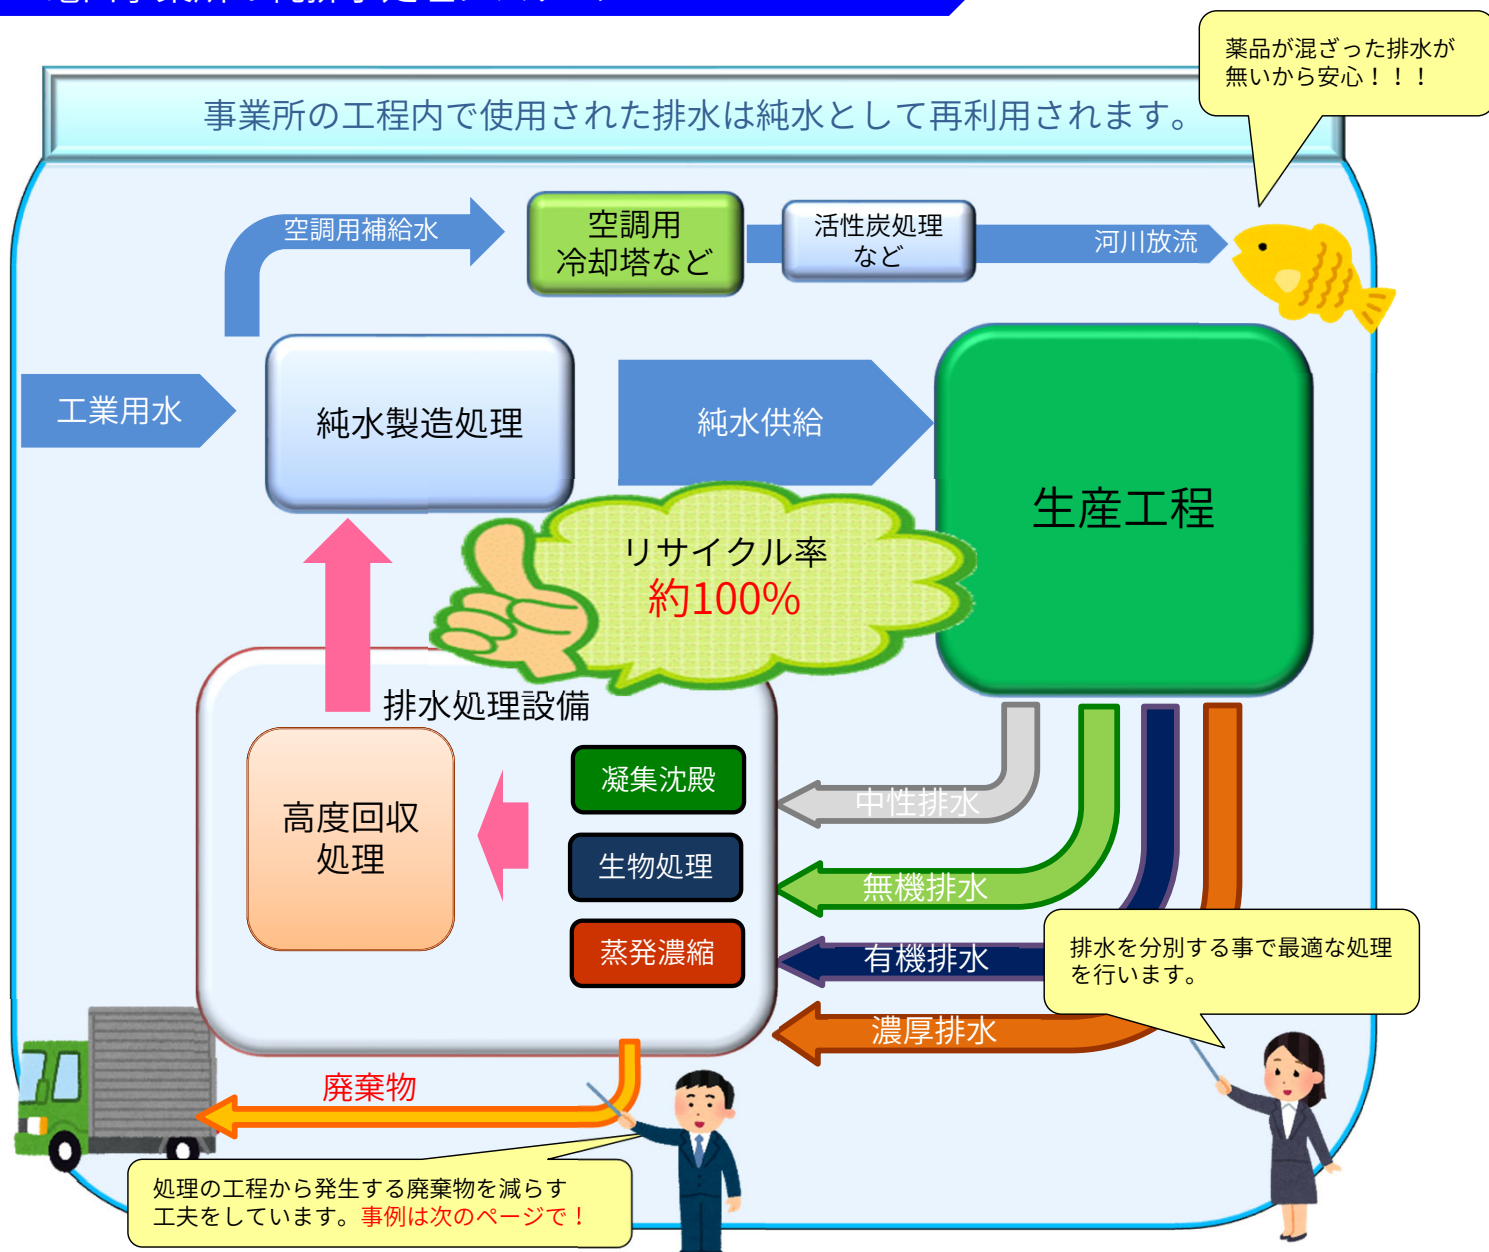 事業所の工程内で使用された排水は純水として再利用されます。
薬品が混ざった排水が
無いから安心！！！
空調用補給水
空調用
冷却塔など
活性炭処理
など
河川放流
工業用水
純水製造処理
純水供給
生産工程
リサイクル率
約100%
排水処理設備
高度回収
処理
凝集沈殿
生物処理
蒸発濃縮
中性排水
無機排水
有機排水
濃厚排水
排水を分別する事で最適な処理
を行います。
廃棄物
処理の工程から発生する廃棄物を減らす
工夫をしています。事例は次のページで！